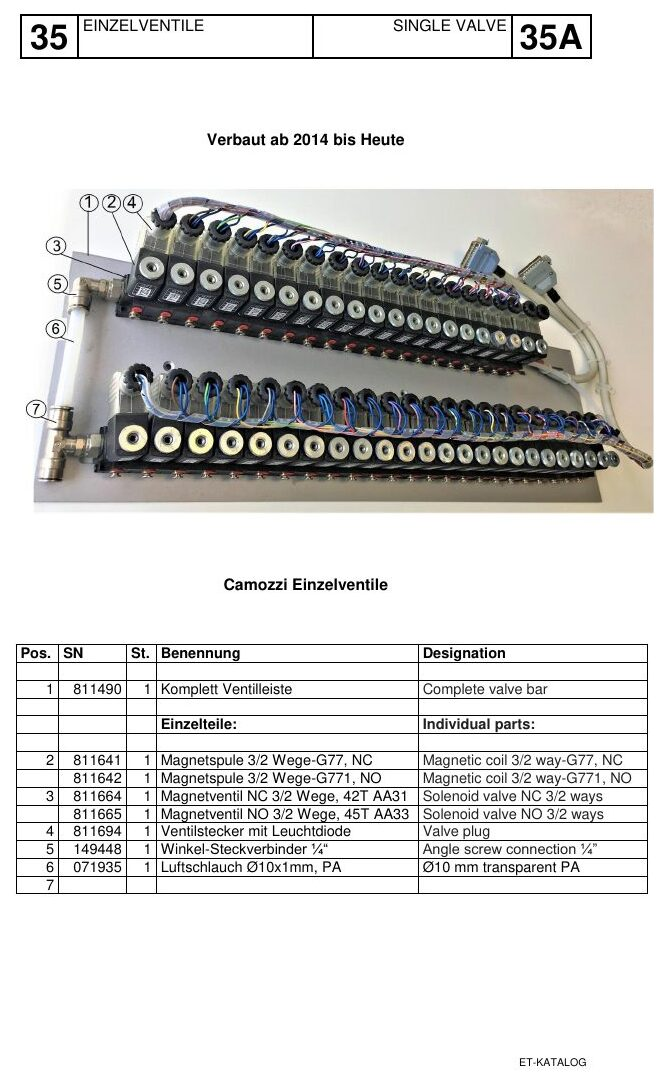 35 EINZELVENTILE SINGLE VALVE 35A
Verbaut ab 2014 bis Heute
1 2 4
3
5
6
7
Camozzi Einzelventile
Pos. SN St. Benennung Designation
1 811490 1 Komplett Ventilleiste Complete valve bar
Einzelteile: Individual parts:
2 811641 1 Magnetspule 3/2 Wege-G77, NC Magnetic coil 3/2 way-G77, NC
811642 1 Magnetspule 3/2 Wege-G771, NO Magnetic coil 3/2 way-G771, NO
3 811664 1 Magnetventil NC 3/2 Wege, 42T AA31 Solenoid valve NC 3/2 ways
811665 1 Magnetventil NO 3/2 Wege, 45T AA33 Solenoid valve NO 3/2 ways
4 811694 1 Ventilstecker mit Leuchtdiode Valve plug
5 149448 1 Winkel-Steckverbinder ¼“ Angle screw connection ¼”
6 071935 1 Luftschlauch Ø10x1mm, PA Ø10 mm transparent PA
7
ET-KATALOG